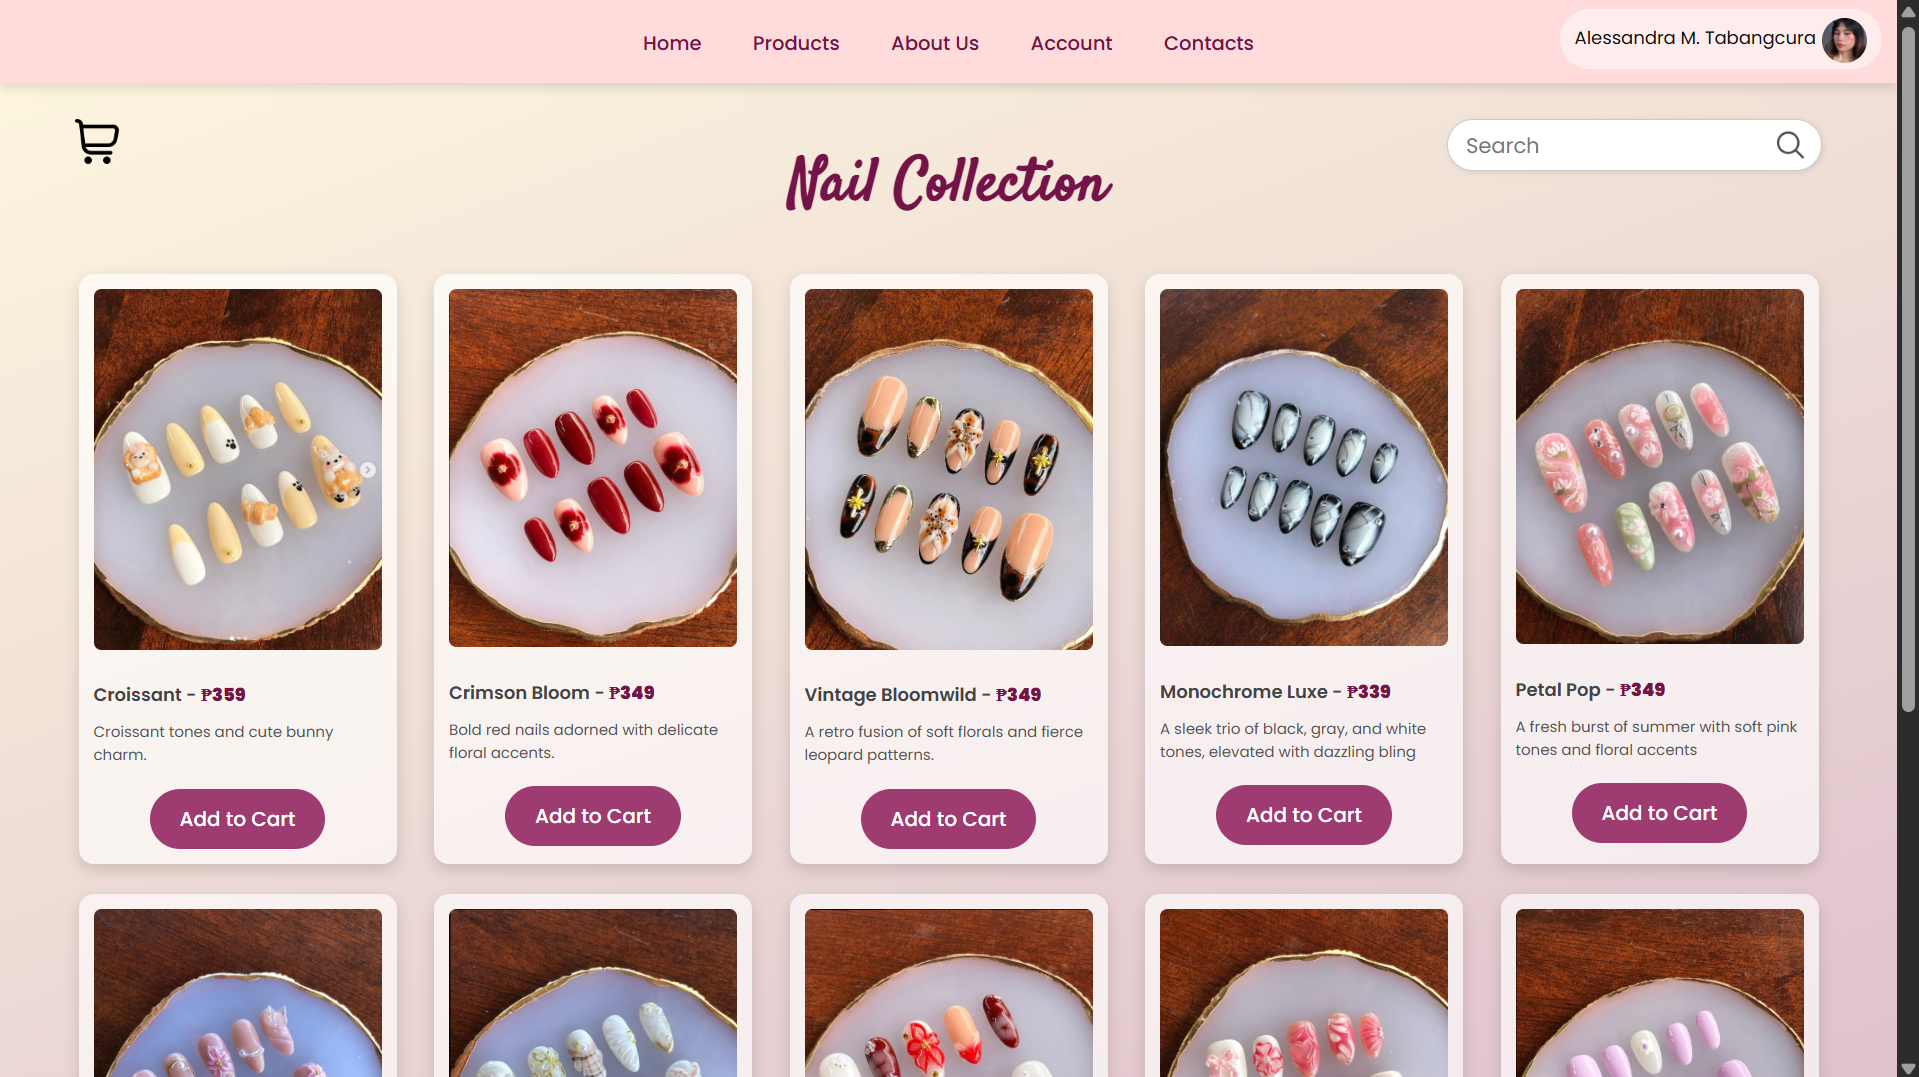 Home Products About Us Account Contacts
Alessandra M. Tabangcura
Search
Nail Collection
Croissant - ₱359
Croissant tones and cute bunny
charm.
Add to Cart
Crimson Bloom - ₱349
Bold red nails adorned with delicate
floral accents.
Add to Cart
Vintage Bloomwild - ₱349
A retro fusion of soft florals and fierce
leopard patterns.
Add to Cart
Monochrome Luxe - ₱339
A sleek trio of black, gray, and white
tones, elevated with dazzling bling
Add to Cart
Petal Pop - ₱349
A fresh burst of summer with soft pink
tones and floral accents
Add to Cart